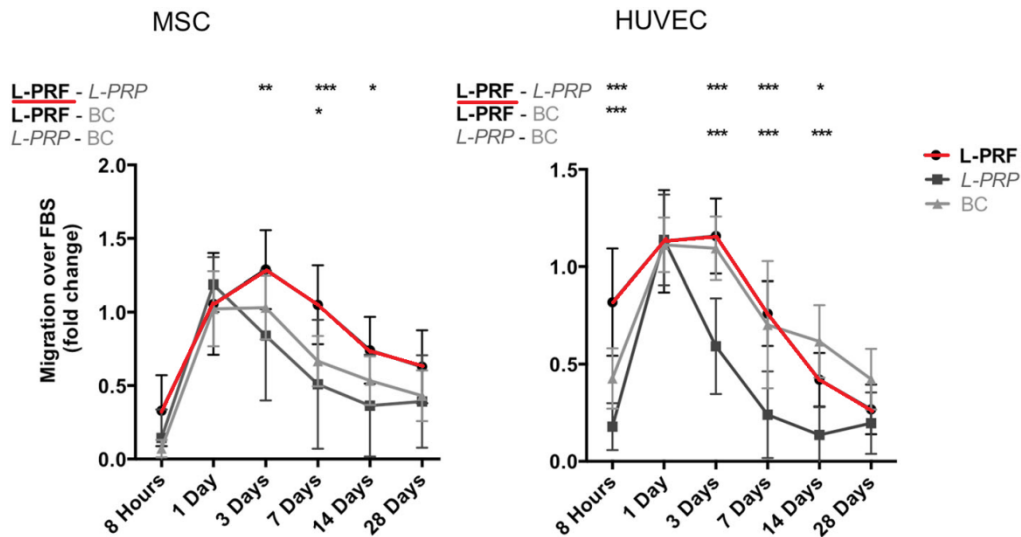 MSC
L-PRF - L-PRP ** *** *
L-PRF - BC *
L-PRP - BC
2.0
1.5
1.0
0.5
0.0
Migration over FBS
(fold change)
8 Hours
1 Day
3 Days
7 Days
14 Days
28 Days
HUVEC
L-PRF - L-PRP *** *** *** *
L-PRF - BC ***
L-PRP - BC *** *** ***
1.5
1.0
0.5
0.0
8 Hours
1 Day
3 Days
7 Days
14 Days
28 Days
L-PRF
L-PRP
BC